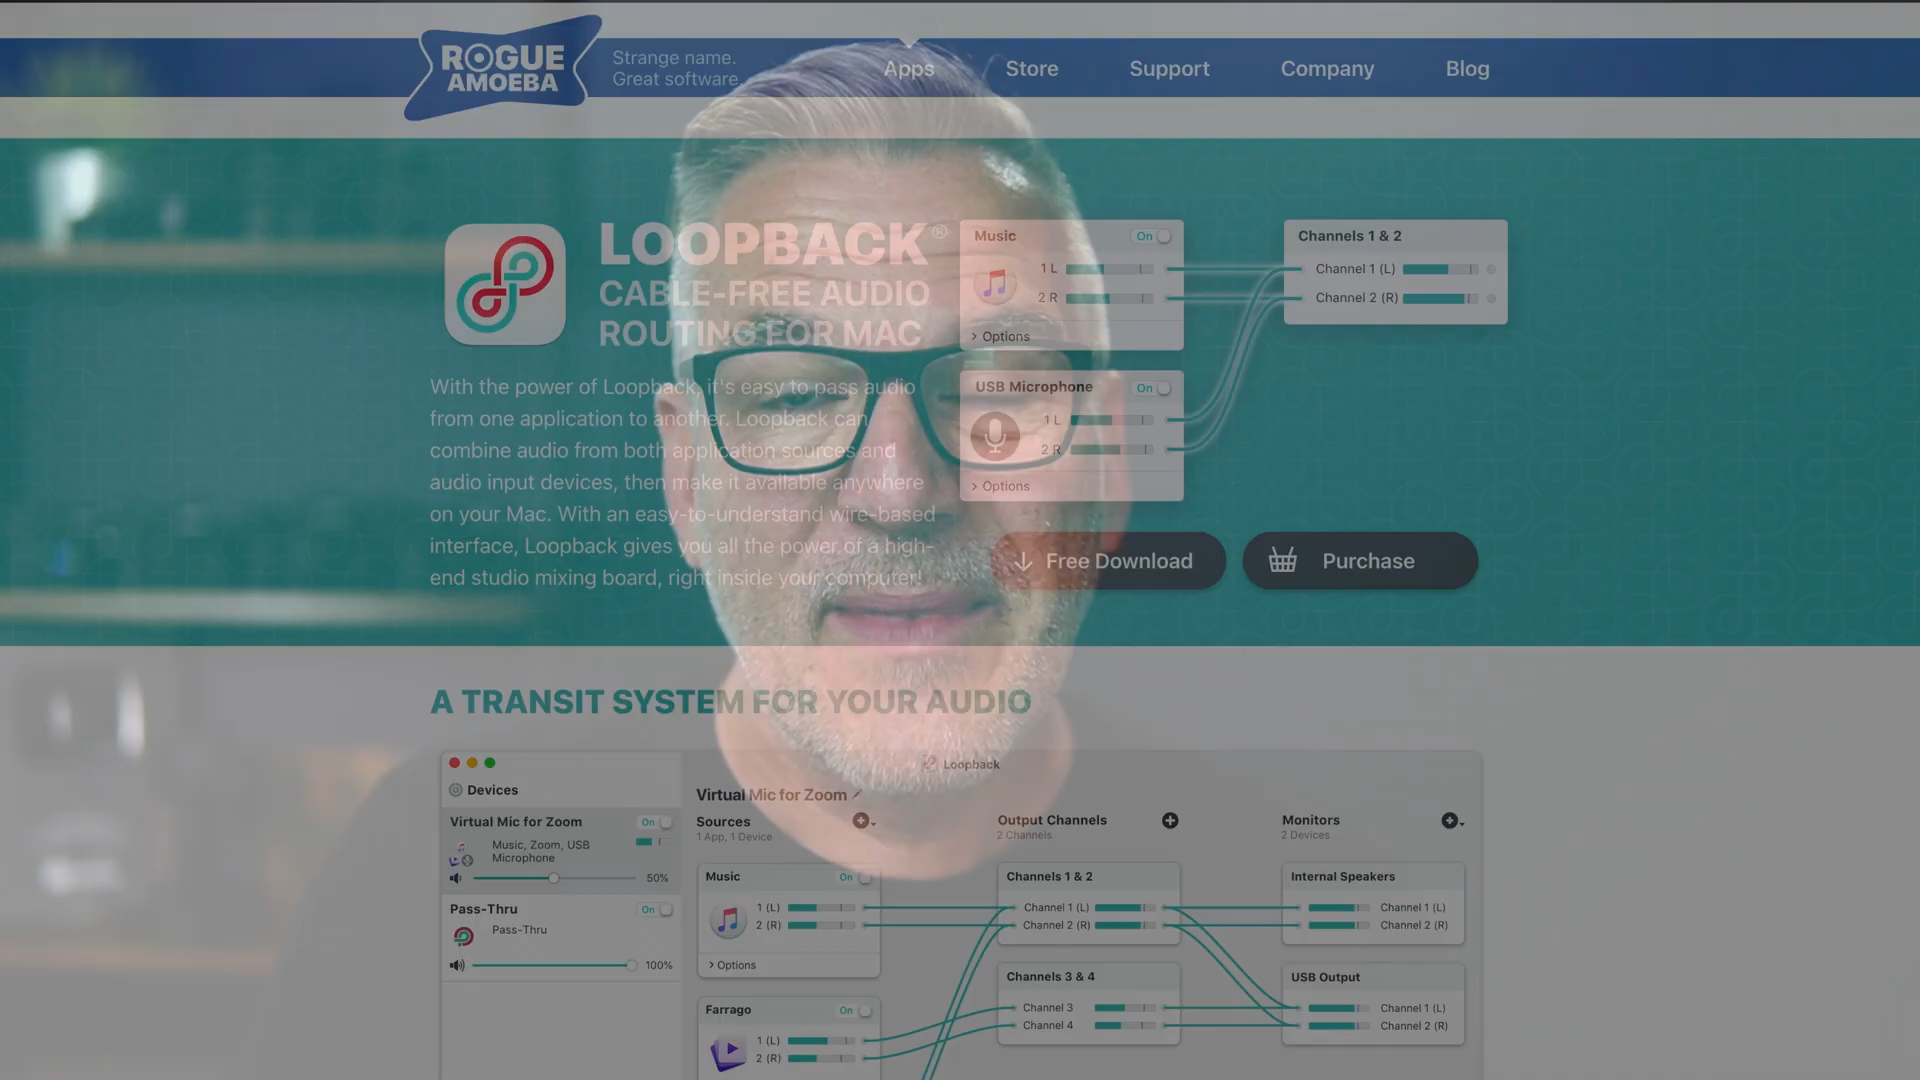 ROGUE
AMOEBA
Strange name.
Great software.
Apps
Store
Support
Company
Blog
LOOPBACK®
CABLE-FREE AUDIO
ROUTING FOR MAC
With the power of Loopback, it's easy to pass audio
from one application to another. Loopback can
combine audio from both application sources and
audio input devices, then make it available anywhere
on your Mac. With an easy-to-understand wire-based
interface, Loopback gives you all the power of a high-
end studio mixing board, right inside your computer!
Music
On
1 L
2 R
> Options
USB Microphone
On
1 L
2 R
> Options
Channels 1 & 2
Channel 1 (L)
Channel 2 (R)
Free Download
Purchase
A TRANSIT SYSTEM FOR YOUR AUDIO
Loopback
Devices
Virtual Mic for Zoom
On
Music, Zoom, USB
Microphone
50%
Pass-Thru
On
Pass-Thru
100%
Virtual Mic for Zoom
Sources
1 App, 1 Device
Music
On
1 (L)
2 (R)
> Options
Farrago
On
1 (L)
2 (R)
Output Channels
2 Channels
Channels 1 & 2
Channel 1 (L)
Channel 2 (R)
Channels 3 & 4
Channel 3
Channel 4
Monitors
2 Devices
Internal Speakers
Channel 1 (L)
Channel 2 (R)
USB Output
Channel 1 (L)
Channel 2 (R)